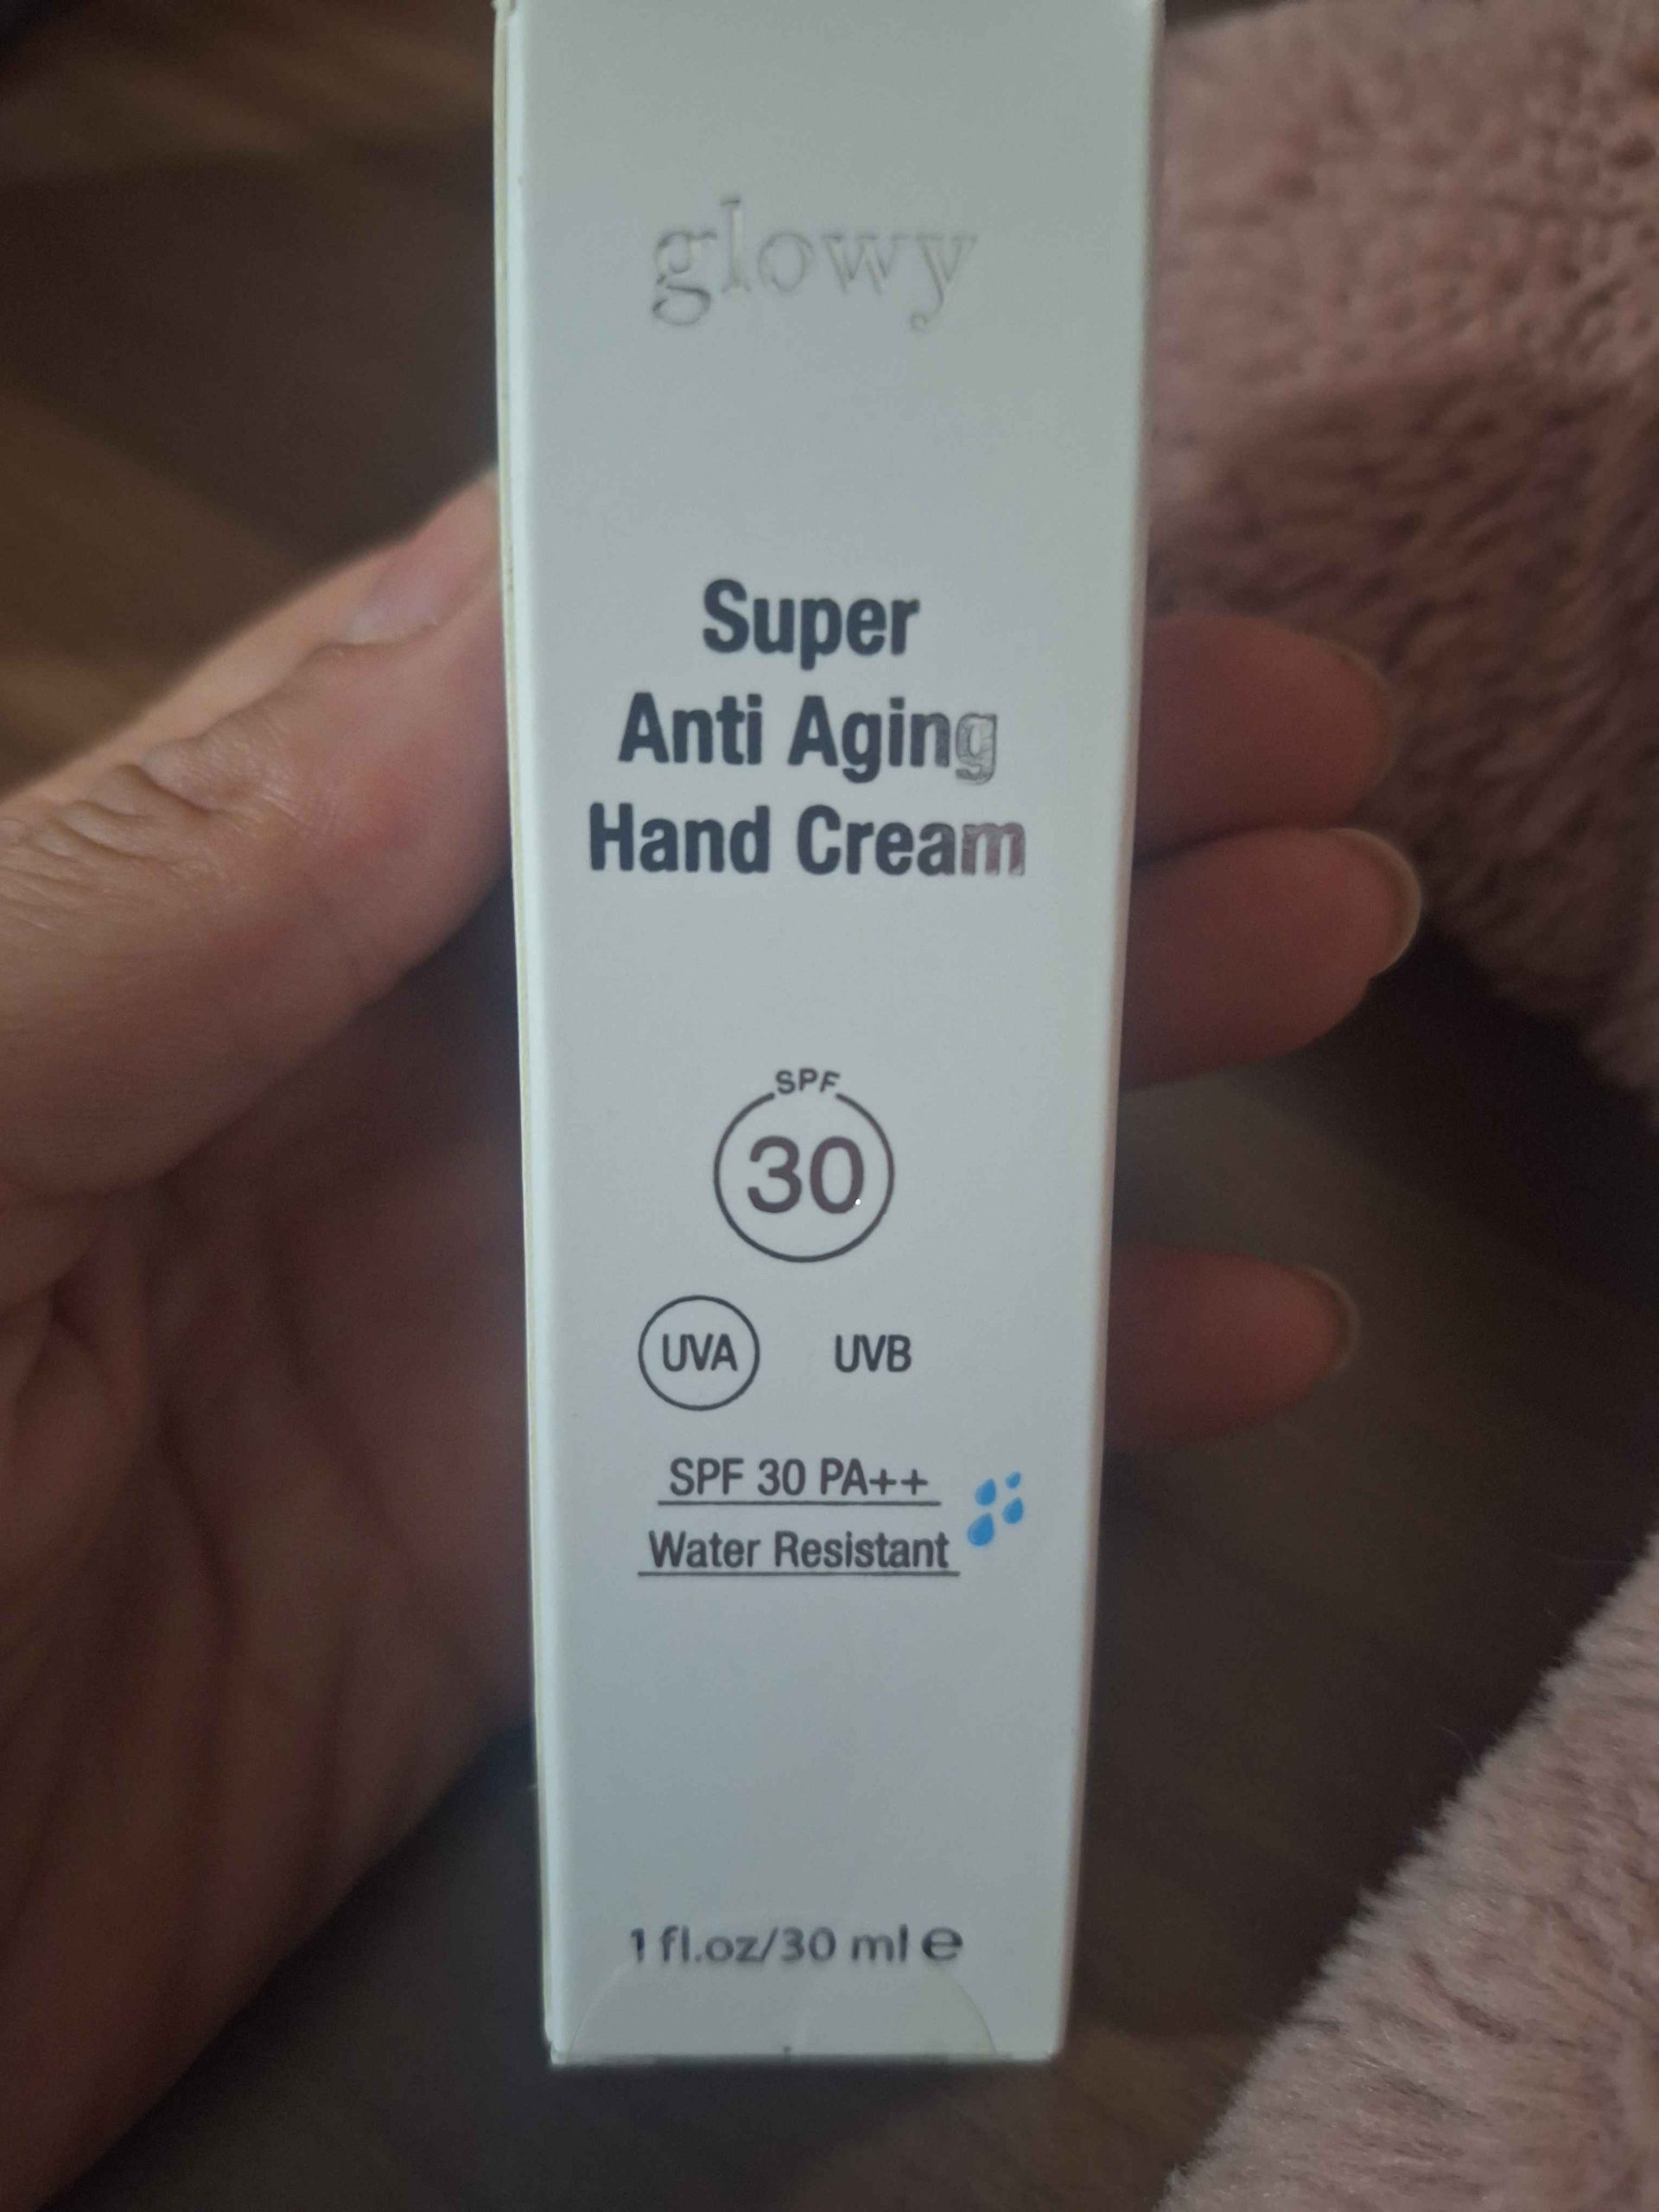 glowy
Super
Anti Aging
Hand Cream
SPF
30
UVA UVB
SPF 30 PA++
Water Resistant
1 fl.oz/30 ml ℮